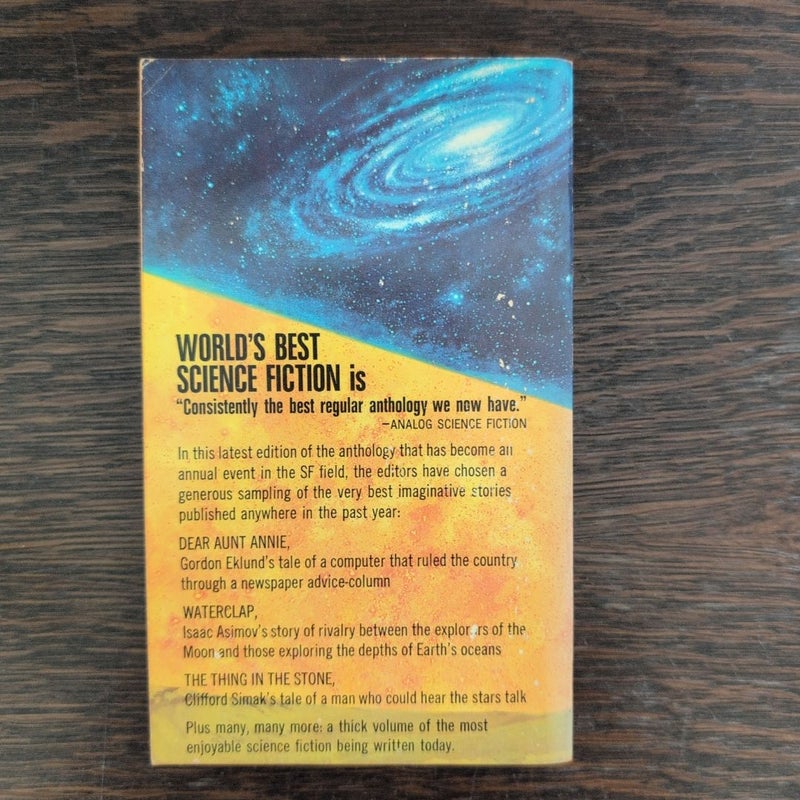 WORLD'S BEST
SCIENCE FICTION is
"Consistently the best regular anthology we now have."
—ANALOG SCIENCE FICTION
In this latest edition of the anthology that has become an
annual event in the SF field, the editors have chosen a
generous sampling of the very best imaginative stories
published anywhere in the past year:
DEAR AUNT ANNIE,
Gordon Eklund's tale of a computer that ruled the country
through a newspaper advice-column
WATERCLAP,
Isaac Asimov's story of rivalry between the explorers of the
Moon and those exploring the depths of Earth's oceans
THE THING IN THE STONE,
Clifford Simak's tale of a man who could hear the stars talk
Plus many, many more: a thick volume of the most
enjoyable science fiction being written today.